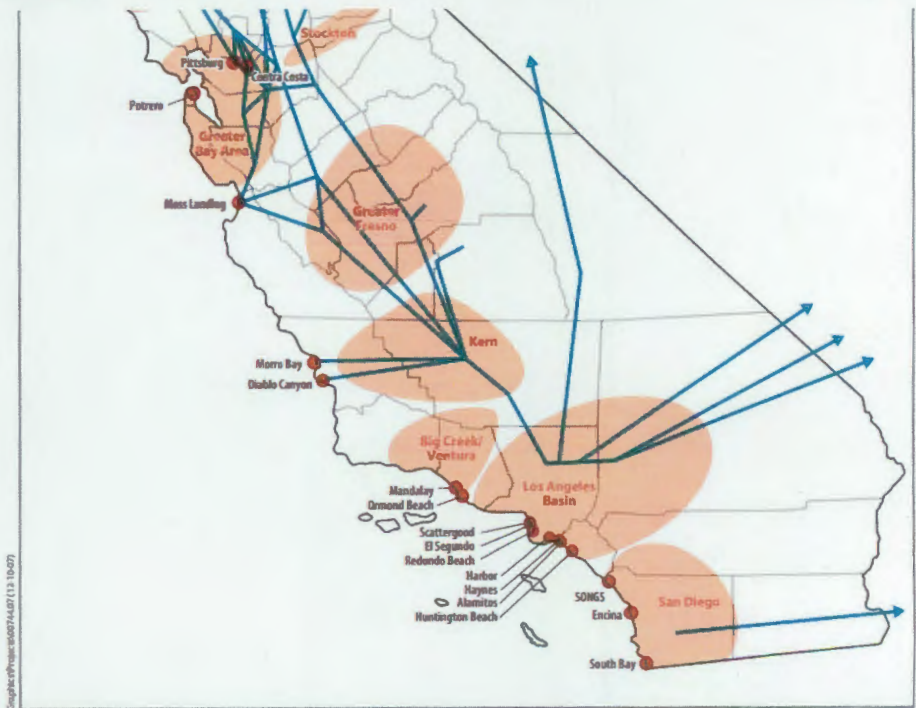 Stockton
Pittsburg
Contra Costa
Potrero
Greater
Bay Area
Moss Landing
Greater
Fresno
Kern
Morro Bay
Diablo Canyon
Big Creek/
Ventura
Los Angeles
Basin
Mandalay
Ormond Beach
Scattergood
El Segundo
Redondo Beach
Harbor
Haynes
Alamitos
Huntington Beach
SONGS
Encina
San Diego
South Bay